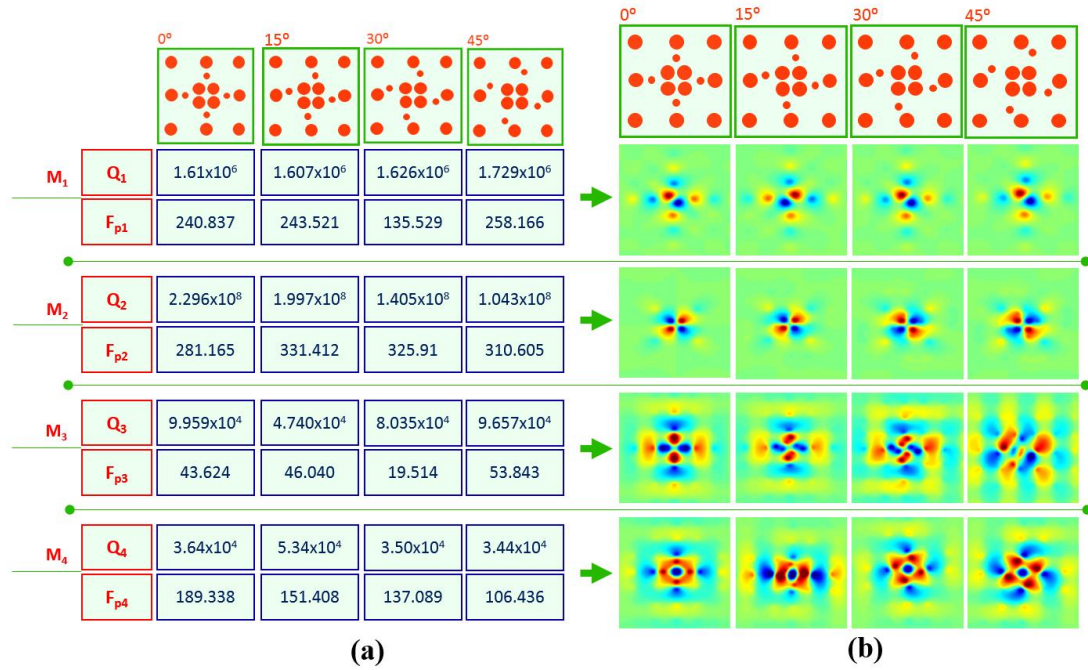 0° 15° 30° 45° 0° 15° 30° 45°
M₁ Q₁ 1.61x10⁶ 1.607x10⁶ 1.626x10⁶ 1.729x10⁶
Fₚ₁ 240.837 243.521 135.529 258.166
M₂ Q₂ 2.296x10⁸ 1.997x10⁸ 1.405x10⁸ 1.043x10⁸
Fₚ₂ 281.165 331.412 325.91 310.605
M₃ Q₃ 9.959x10⁴ 4.740x10⁴ 8.035x10⁴ 9.657x10⁴
Fₚ₃ 43.624 46.040 19.514 53.843
M₄ Q₄ 3.64x10⁴ 5.34x10⁴ 3.50x10⁴ 3.44x10⁴
Fₚ₄ 189.338 151.408 137.089 106.436
(a) (b)